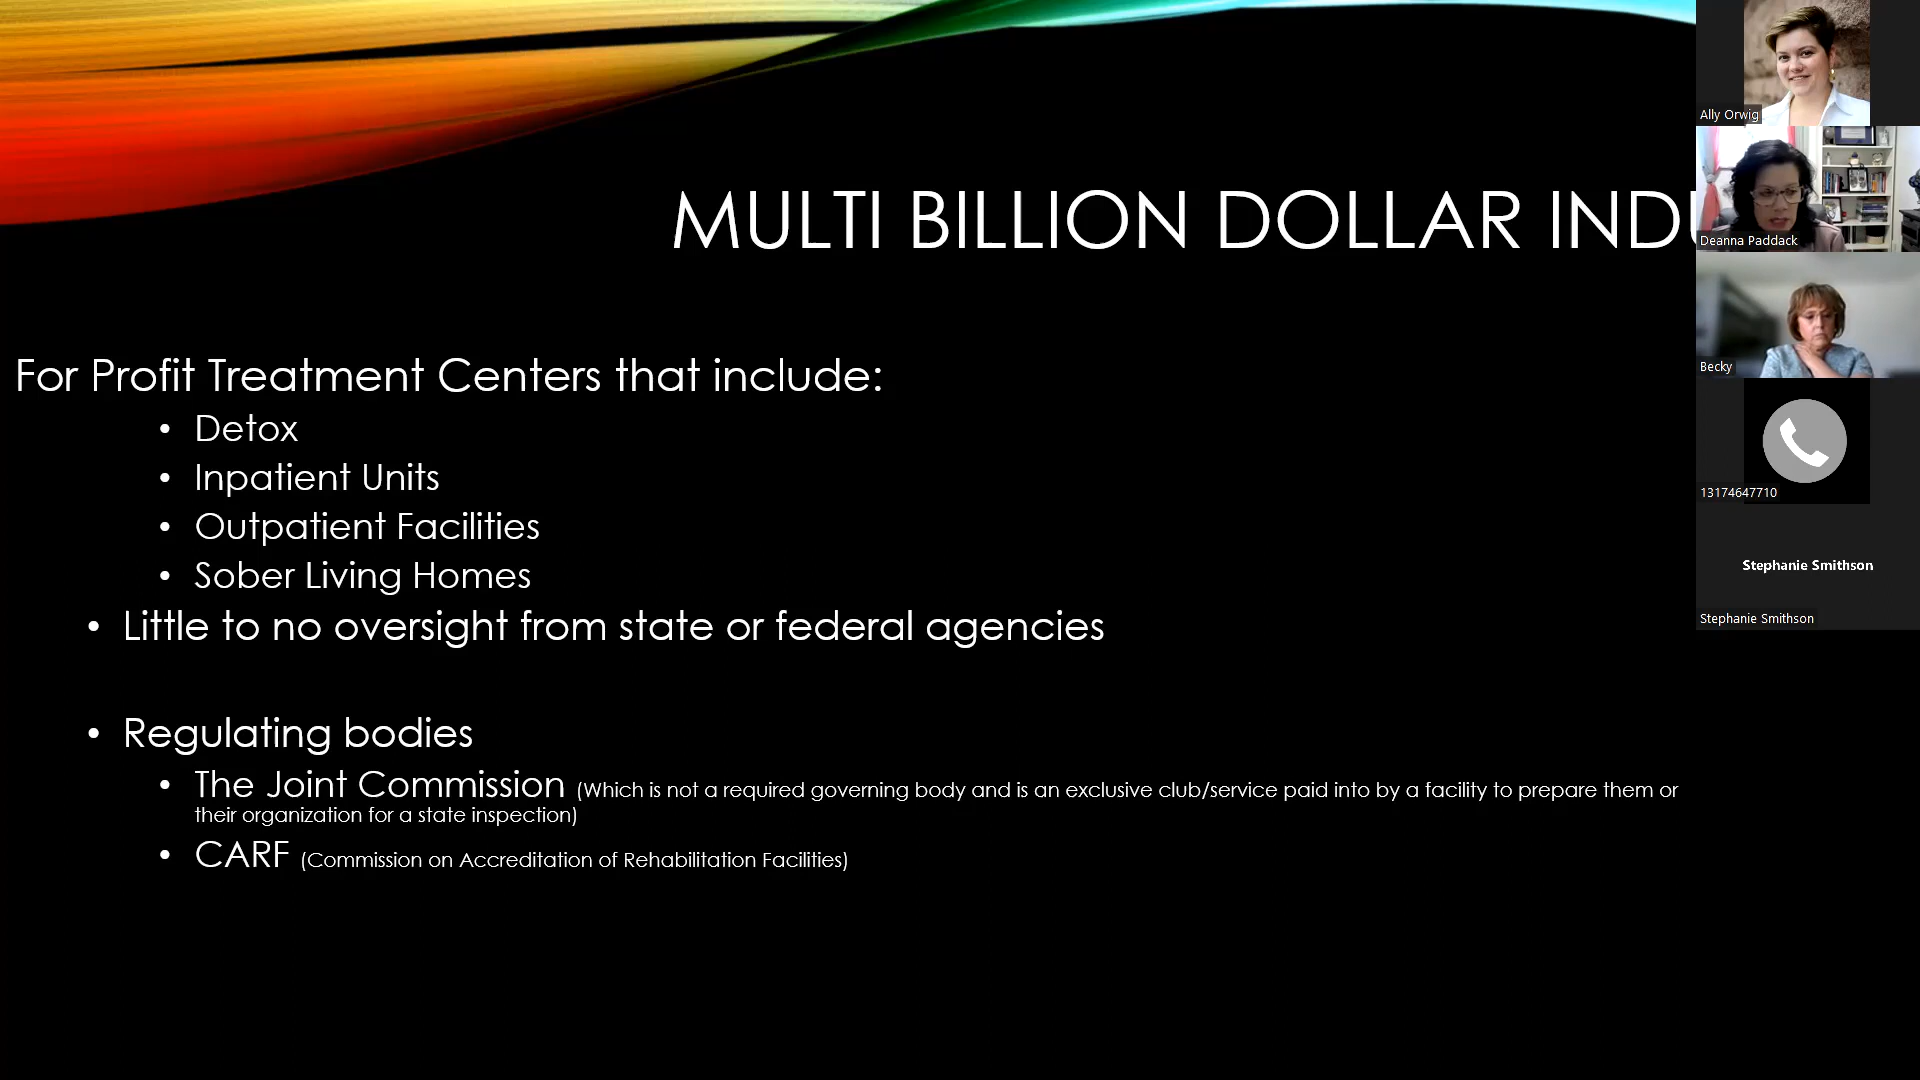 MULTI BILLION DOLLAR INDU
For Profit Treatment Centers that include:
• Detox
• Inpatient Units
• Outpatient Facilities
• Sober Living Homes
• Little to no oversight from state or federal agencies
• Regulating bodies
• The Joint Commission (Which is not a required governing body and is an exclusive club/service paid into by a facility to prepare them or
their organization for a state inspection)
• CARF (Commission on Accreditation of Rehabilitation Facilities)
Ally Orwig
Deanna Paddack
Becky
13174647710
Stephanie Smithson
Stephanie Smithson